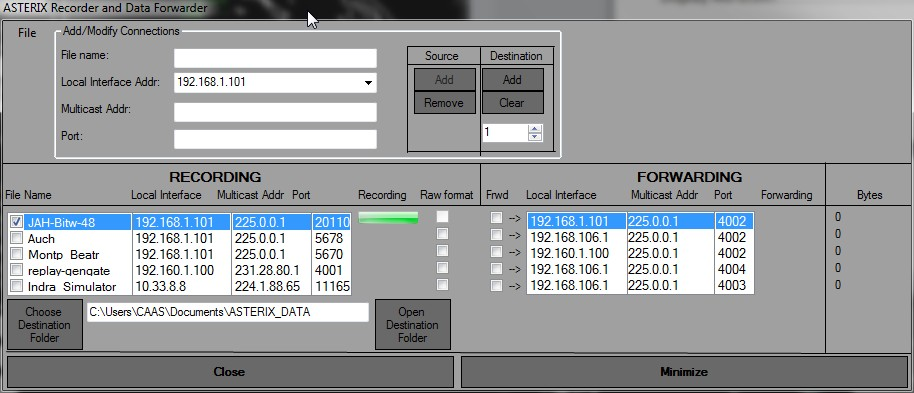 ASTERIX Recorder and Data Forwarder
File
Add/Modify Connections
File name:
Local Interface Addr: 192.168.1.101
Multicast Addr:
Port:
Source Destination
Add Add
Remove Clear
1
RECORDING FORWARDING
File Name Local Interface Multicast Addr Port Recording Raw format Frwd Local Interface Multicast Addr Port Forwarding Bytes
JAH-Bitw-48 192.168.1.101 225.0.0.1 20110 --> 192.168.1.101 225.0.0.1 4002 0
Auch 192.168.1.101 225.0.0.1 5678 --> 192.168.106.1 225.0.0.1 4002 0
Montp_Beatr 192.168.1.101 225.0.0.1 5670 --> 192.160.1.100 225.0.0.1 4002 0
replay-gengate 192.160.1.100 231.28.80.1 4001 --> 192.168.106.1 225.0.0.1 4004 0
Indra_Simulator 10.33.8.8 224.1.88.65 11165 --> 192.168.106.1 225.0.0.1 4003 0
Choose Destination Folder
C:\Users\CAAS\Documents\ASTERIX_DATA
Open Destination Folder
Close Minimize